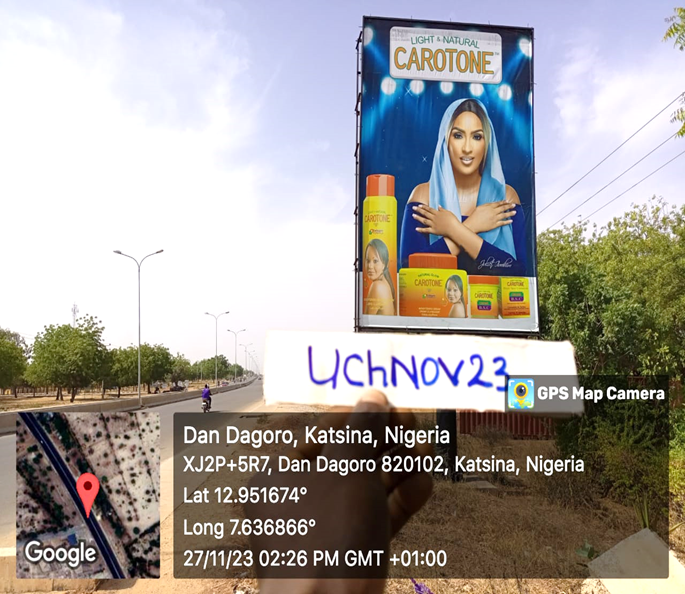 LIGHT & NATURAL
CAROTONE
CAROTONE
CAROTONE
CAROTONE
UChNOV23
GPS Map Camera
Dan Dagoro, Katsina, Nigeria
XJ2P+5R7, Dan Dagoro 820102, Katsina, Nigeria
Lat 12.951674°
Long 7.636866°
27/11/23 02:26 PM GMT +01:00
Google